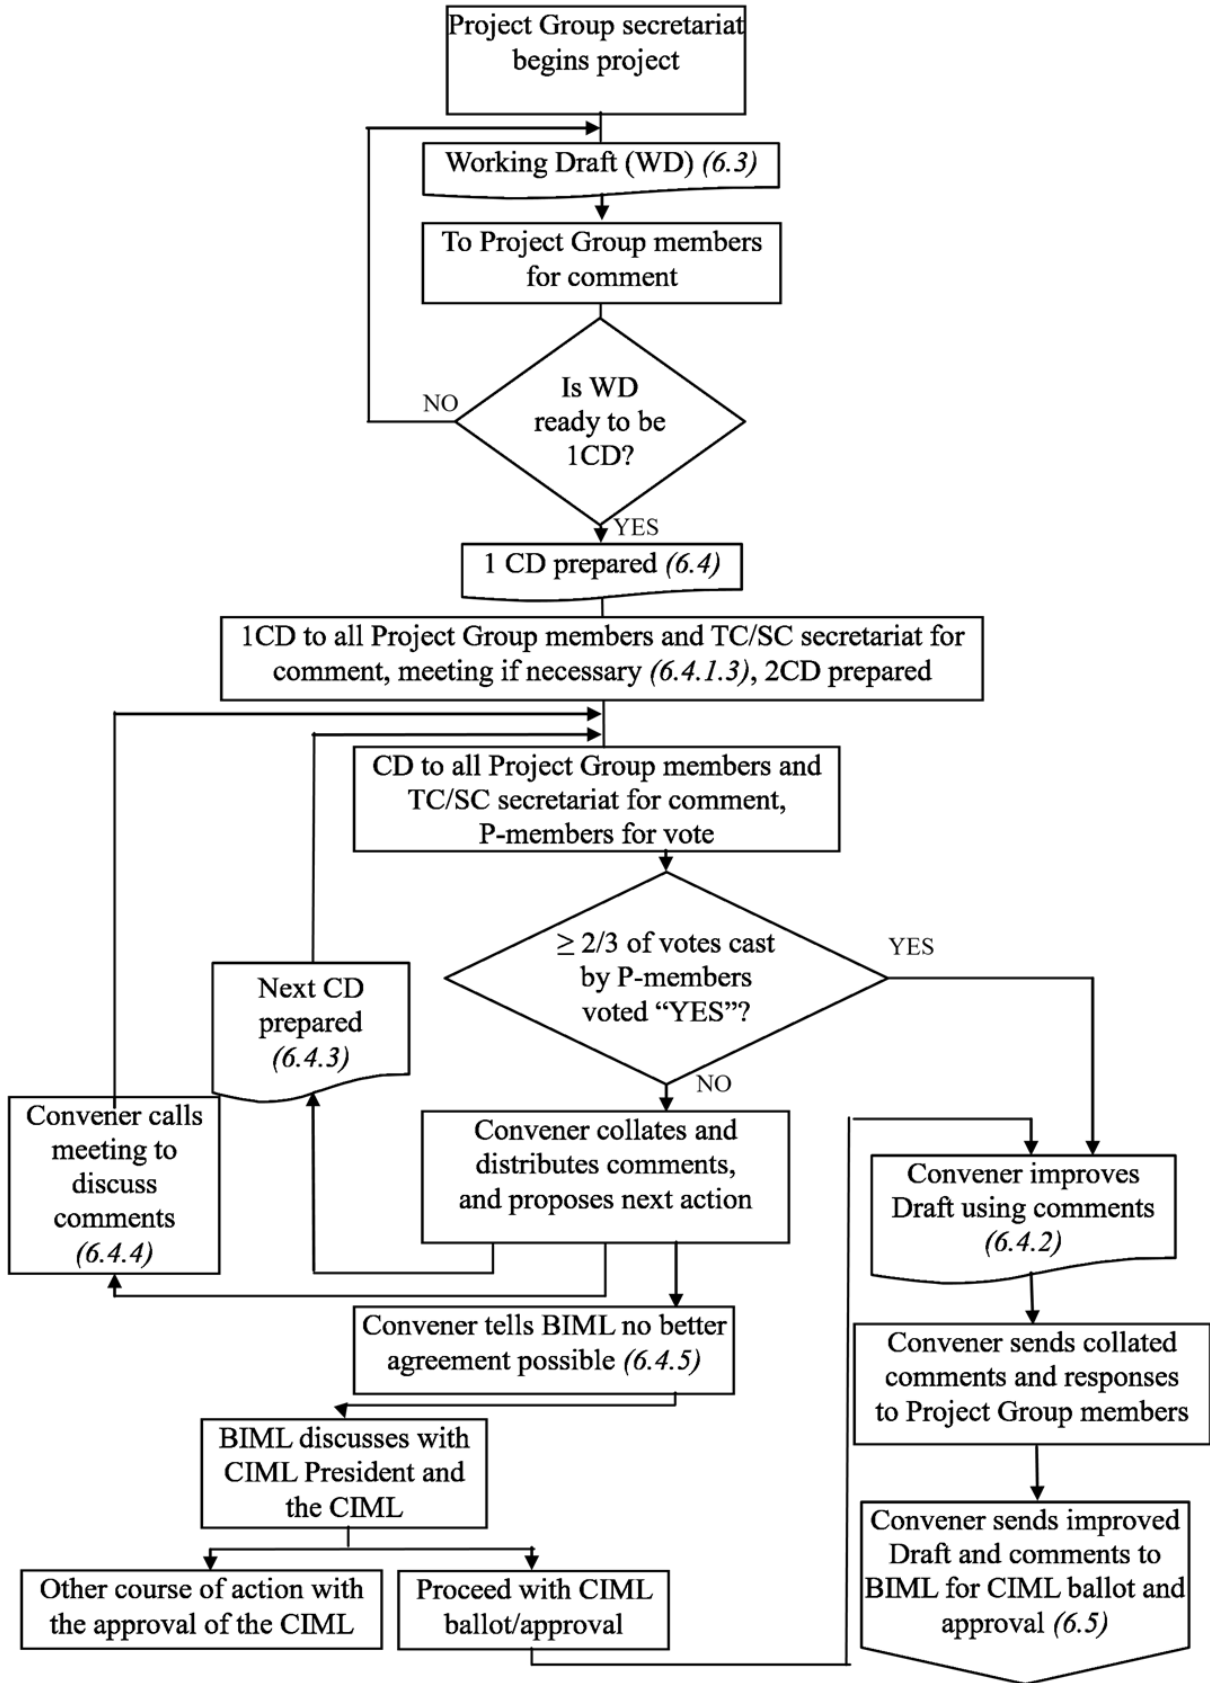 Project Group secretariat
begins project
Working Draft (WD) (6.3)
To Project Group members
for comment
Is WD
ready to be
1CD?
NO
YES
1 CD prepared (6.4)
1CD to all Project Group members and TC/SC secretariat for
comment, meeting if necessary (6.4.1.3), 2CD prepared
CD to all Project Group members and
TC/SC secretariat for comment,
P-members for vote
≥ 2/3 of votes cast
by P-members
voted “YES”?
YES
NO
Next CD
prepared
(6.4.3)
Convener calls
meeting to
discuss
comments
(6.4.4)
Convener collates and
distributes comments,
and proposes next action
Convener improves
Draft using comments
(6.4.2)
Convener tells BIML no better
agreement possible (6.4.5)
Convener sends collated
comments and responses
to Project Group members
BIML discusses with
CIML President and
the CIML
Other course of action with
the approval of the CIML
Proceed with CIML
ballot/approval
Convener sends improved
Draft and comments to
BIML for CIML ballot and
approval (6.5)